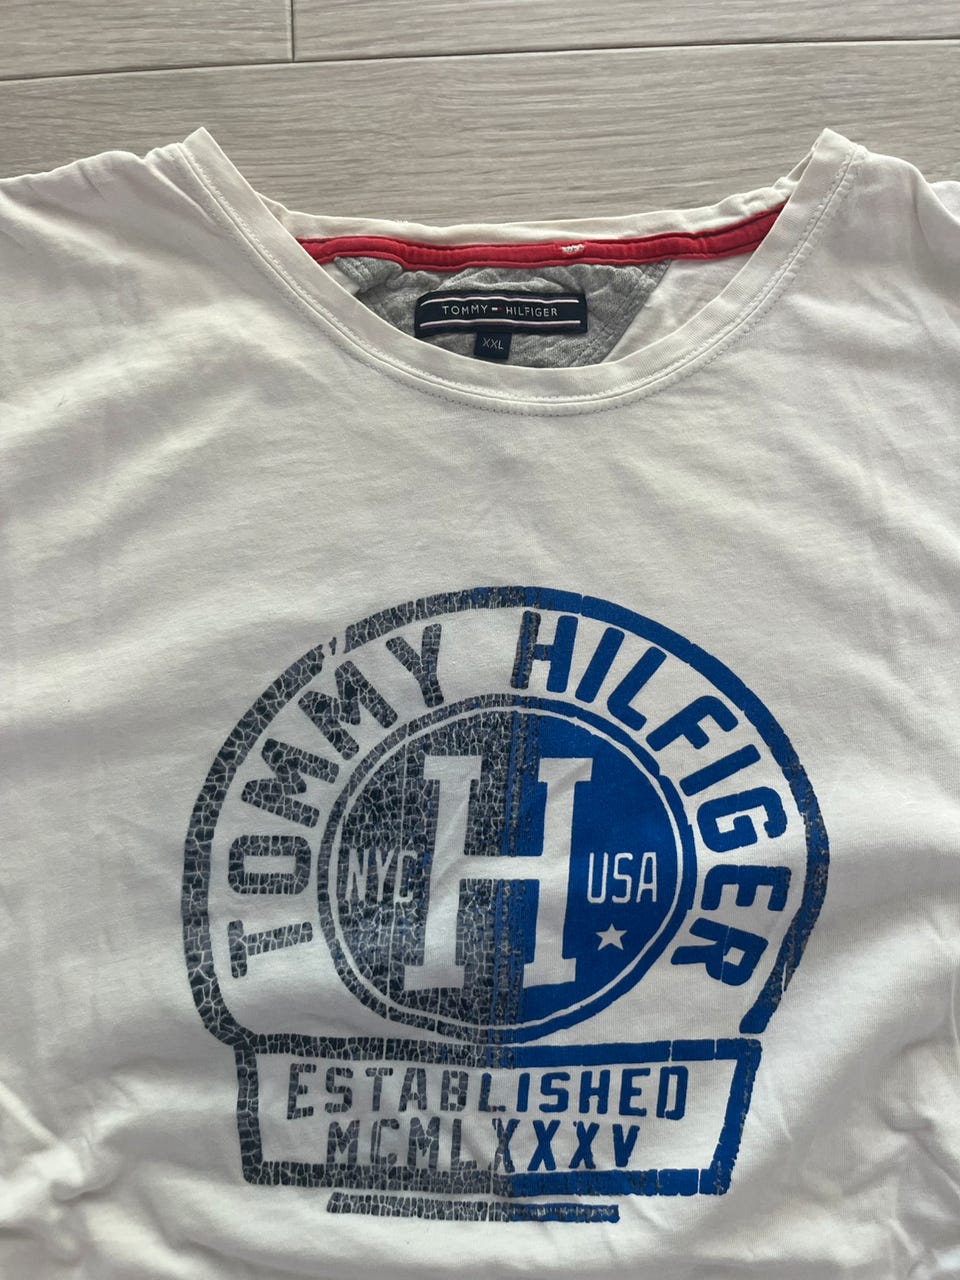 TOMMY HILFIGER
XXL
TOMMY HILFIGER
H
NYC USA
ESTABLISHED
MCMLXXXV